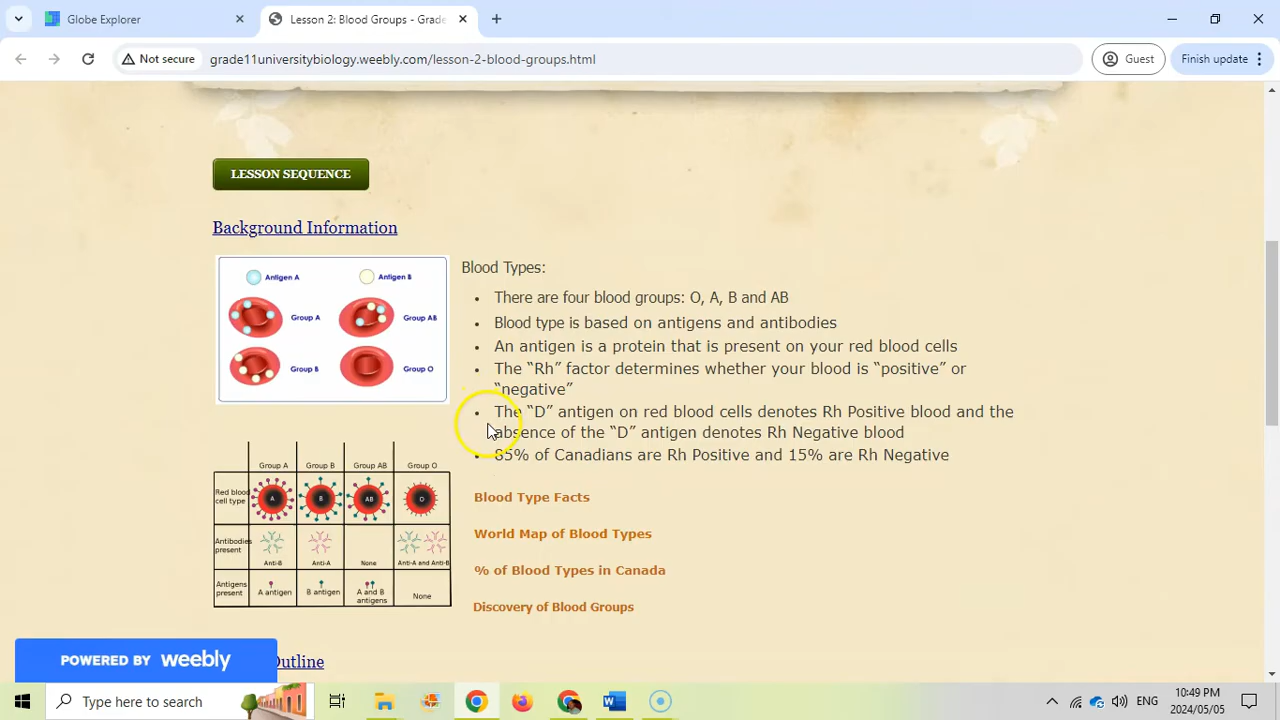 Globe Explorer
Lesson 2: Blood Groups - Grade
Not secure
grade11universitybiology.weebly.com/lesson-2-blood-groups.html
Guest
Finish update
LESSON SEQUENCE
Background Information
Antigen A
Antigen B
Group A
Group AB
Group B
Group O
Blood Types:
There are four blood groups: O, A, B and AB
Blood type is based on antigens and antibodies
An antigen is a protein that is present on your red blood cells
The “Rh” factor determines whether your blood is “positive” or
“negative”
The “D” antigen on red blood cells denotes Rh Positive blood and the
absence of the “D” antigen denotes Rh Negative blood
85% of Canadians are Rh Positive and 15% are Rh Negative
Group A Group B Group AB Group O
Red blood
cell type
A B AB O
Antibodies
present
Anti-B Anti-A None Anti-A and Anti-B
Antigens
present
A antigen B antigen A and B
antigens
None
Blood Type Facts
World Map of Blood Types
% of Blood Types in Canada
Discovery of Blood Groups
POWERED BY weebly
Outline
Type here to search
ENG
10:49 PM
2024/05/05